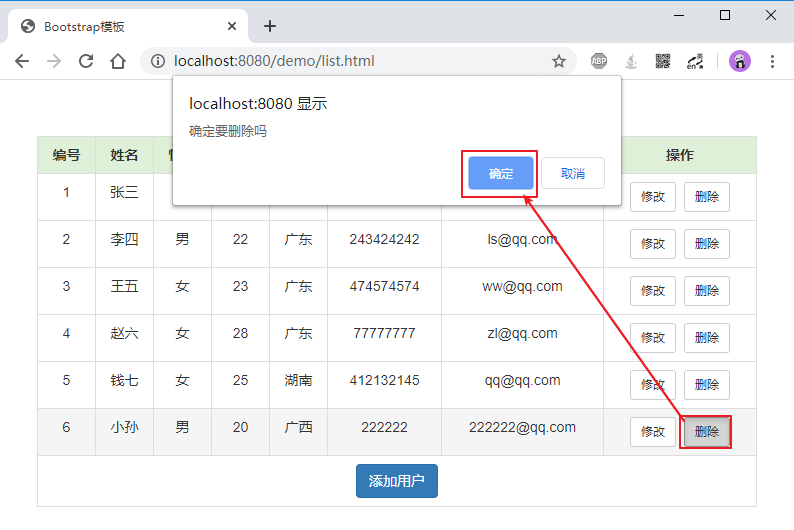 Bootstrap模板
localhost:8080/demo/list.html
ABP
en
localhost:8080 显示
确定要删除吗
确定 取消
编号 姓名 操作
1 张三 修改 删除
2 李四 男 22 广东 243424242 ls@qq.com 修改 删除
3 王五 女 23 广东 474574574 ww@qq.com 修改 删除
4 赵六 女 28 广东 77777777 zl@qq.com 修改 删除
5 钱七 女 25 湖南 412132145 qq@qq.com 修改 删除
6 小孙 男 20 广西 222222 222222@qq.com 修改 删除
添加用户